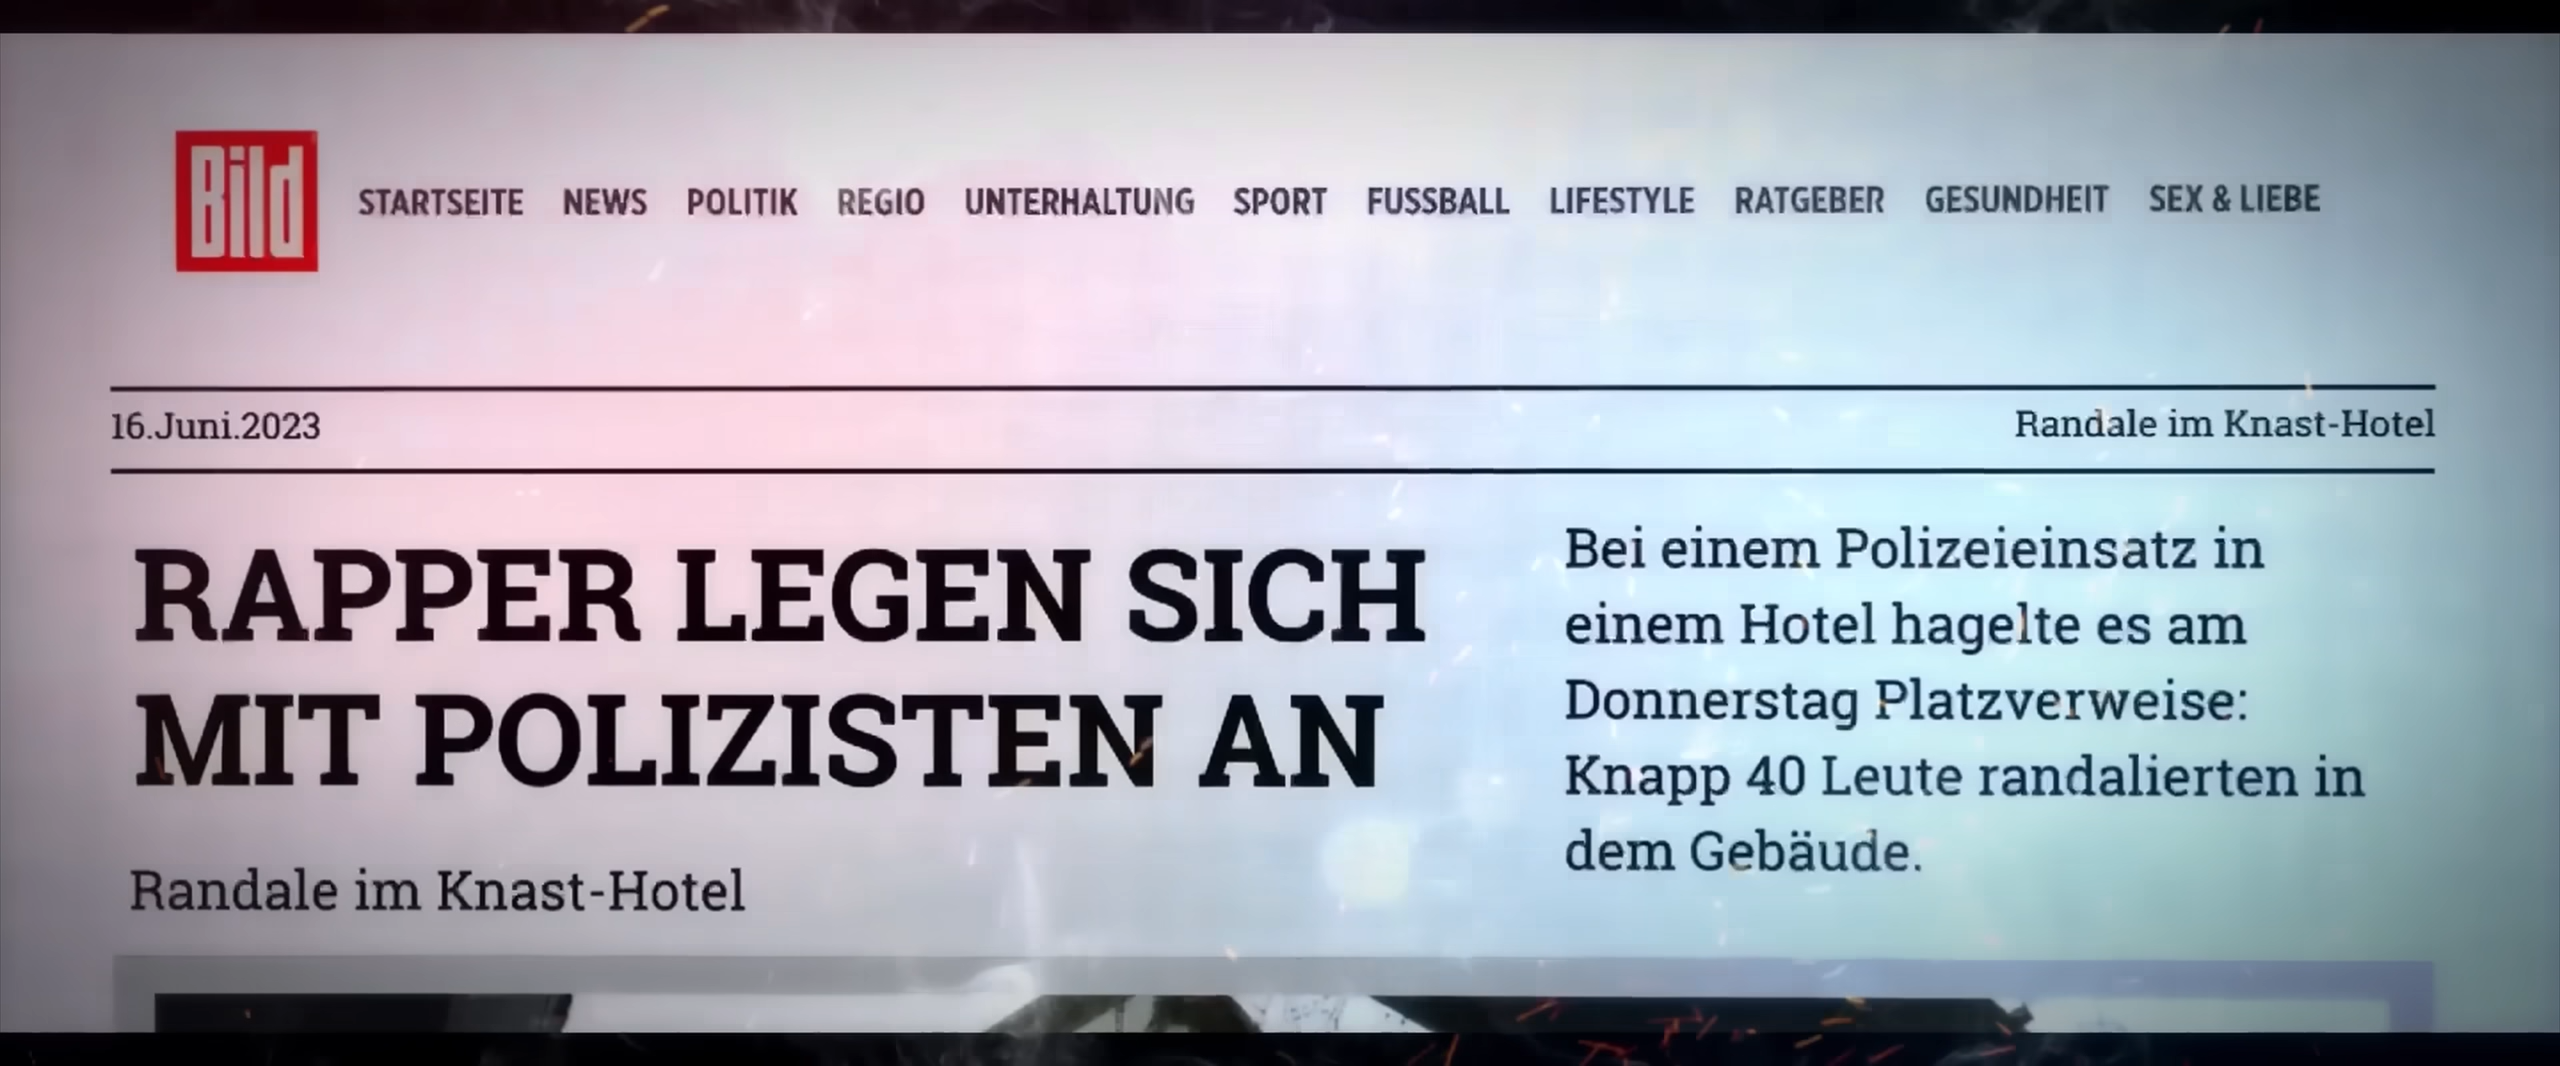 Bild
STARTSEITE NEWS POLITIK REGIO UNTERHALTUNG SPORT FUSSBALL LIFESTYLE RATGEBER GESUNDHEIT SEX & LIEBE
16.Juni.2023 Randale im Knast-Hotel
RAPPER LEGEN SICH
MIT POLIZISTEN AN
Randale im Knast-Hotel
Bei einem Polizeieinsatz in
einem Hotel hagelte es am
Donnerstag Platzverweise:
Knapp 40 Leute randalierten in
dem Gebäude.